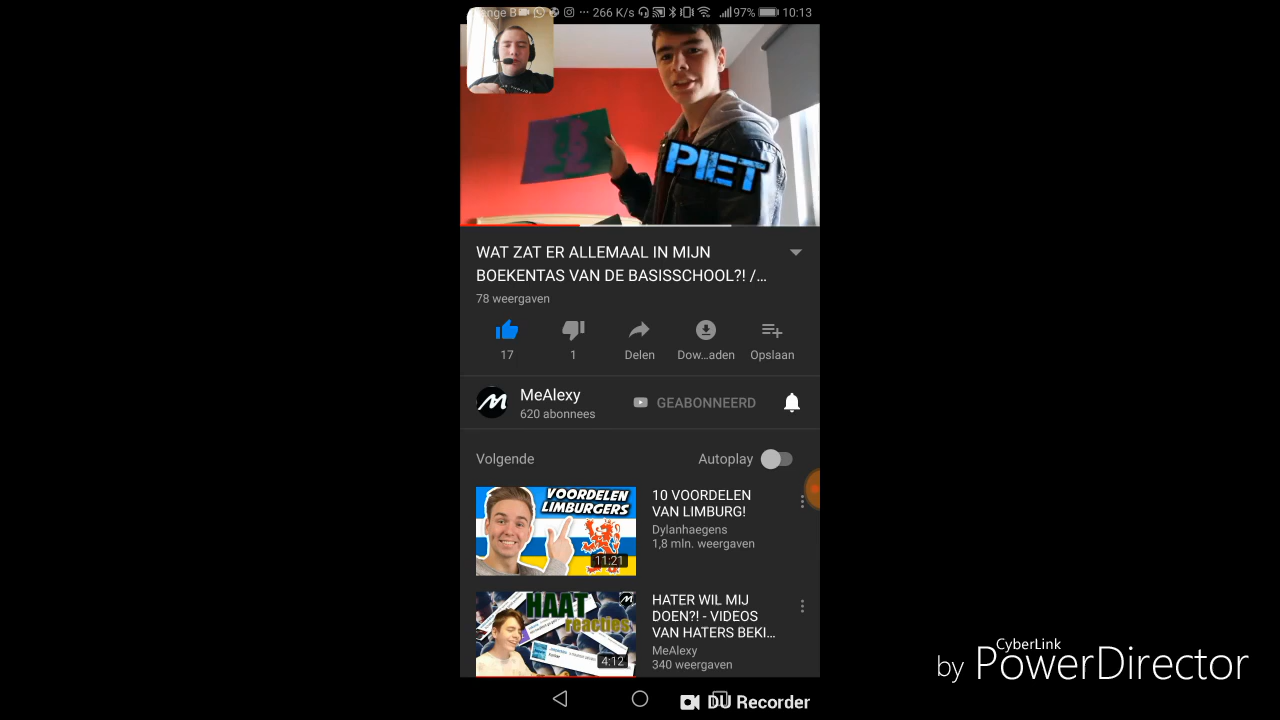 ange B ··· 266 K/s 97% 10:13
PIET
WAT ZAT ER ALLEMAAL IN MIJN
BOEKENTAS VAN DE BASISSCHOOL?! /...
78 weergaven
17
1
Delen
Dow...aden
Opslaan
MeAlexy
620 abonnees
GEABONNEERD
Volgende
Autoplay
VOORDELEN
LIMBURGERS
11:21
10 VOORDELEN
VAN LIMBURG!
Dylanhaegens
1,8 mln. weergaven
HAAT
reacties
4:12
HATER WIL MIJ
DOEN?! - VIDEOS
VAN HATERS BEKI...
MeAlexy
340 weergaven
DU Recorder
by CyberLink
PowerDirector